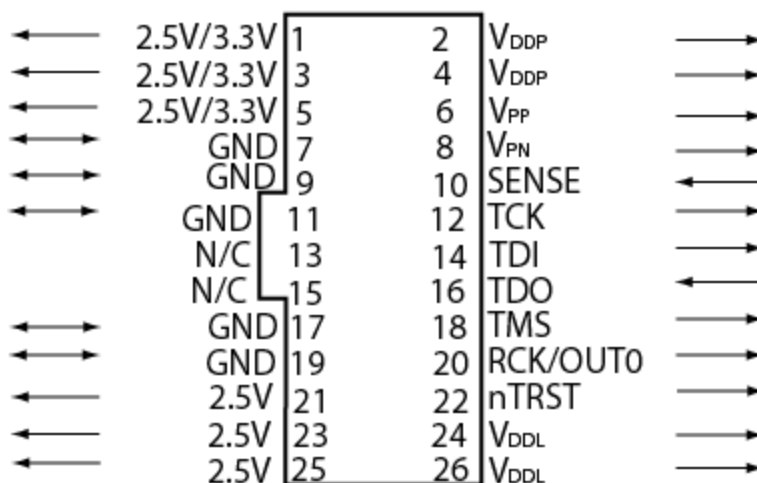 2.5V/3.3V 1 2 VDDP
2.5V/3.3V 3 4 VDDP
2.5V/3.3V 5 6 VPP
GND 7 8 VPN
GND 9 10 SENSE
GND 11 12 TCK
N/C 13 14 TDI
N/C 15 16 TDO
GND 17 18 TMS
GND 19 20 RCK/OUT0
2.5V 21 22 nTRST
2.5V 23 24 VDDL
2.5V 25 26 VDDL